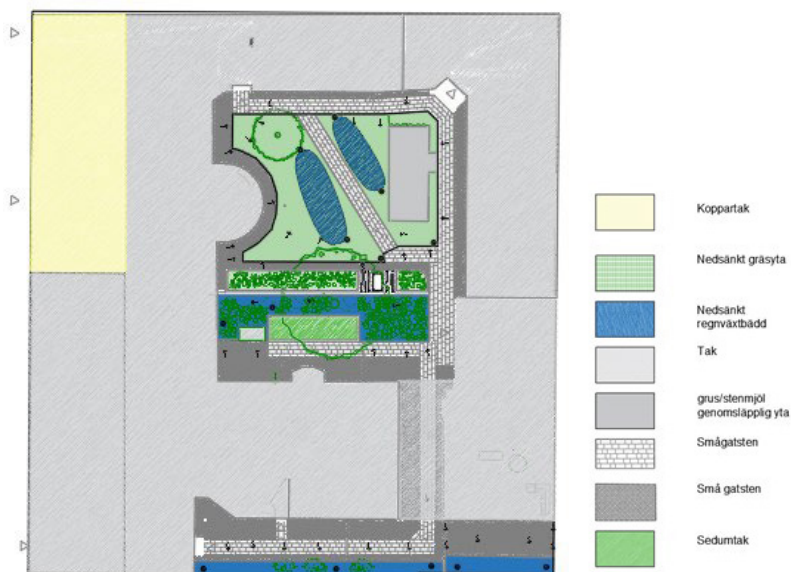 Koppartak
Nedsänkt gräsyta
Nedsänkt
regnväxtbädd
Tak
grus/stenmjöl
genomsläpplig yta
Smågatsten
Små gatsten
Sedumtak